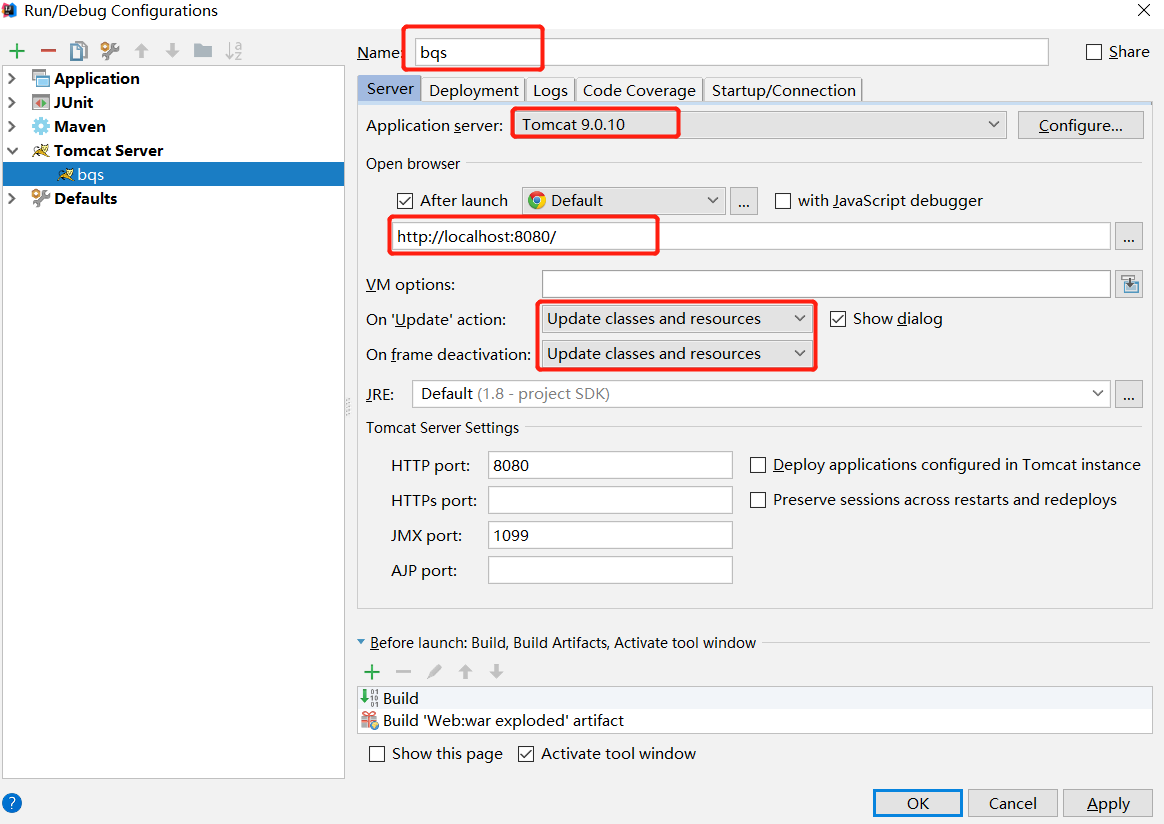 Run/Debug Configurations
Name: bqs
Share
Application
JUnit
Maven
Tomcat Server
bqs
Defaults
Server Deployment Logs Code Coverage Startup/Connection
Application server: Tomcat 9.0.10 Configure...
Open browser
After launch Default ... with JavaScript debugger
http://localhost:8080/ ...
VM options:
On 'Update' action: Update classes and resources Show dialog
On frame deactivation: Update classes and resources
JRE: Default (1.8 - project SDK) ...
Tomcat Server Settings
HTTP port: 8080 Deploy applications configured in Tomcat instance
HTTPs port: Preserve sessions across restarts and redeploys
JMX port: 1099
AJP port:
Before launch: Build, Build Artifacts, Activate tool window
Build
Build 'Web:war exploded' artifact
Show this page Activate tool window
? OK Cancel Apply